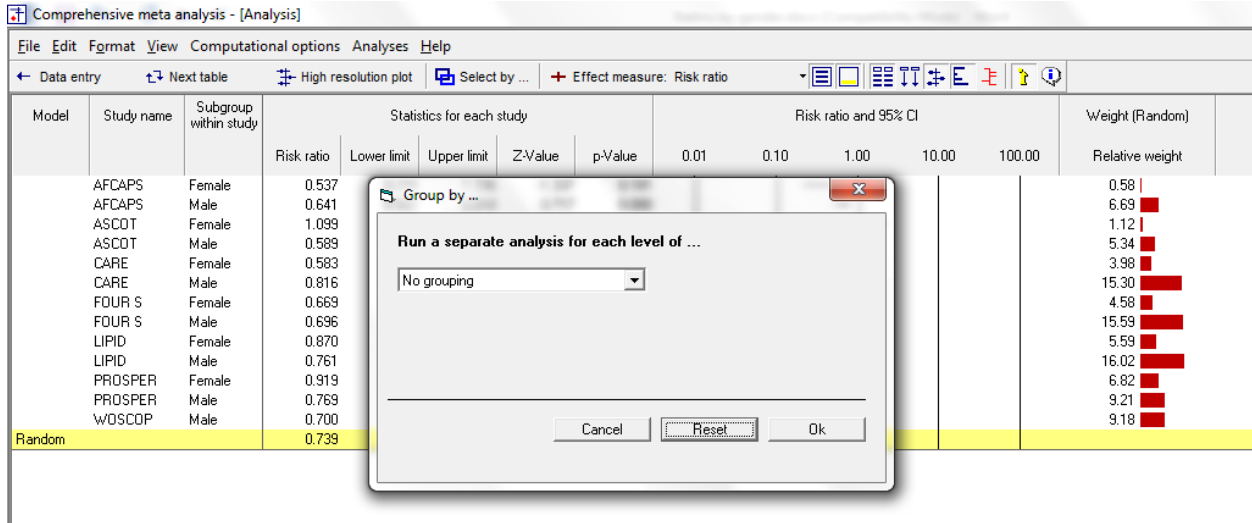 Comprehensive meta analysis - [Analysis]
File Edit Format View Computational options Analyses Help
← Data entry Next table High resolution plot Select by ... Effect measure: Risk ratio
Model Study name Subgroup within study Statistics for each study Risk ratio and 95% CI Weight (Random)
Risk ratio Lower limit Upper limit Z-Value p-Value 0.01 0.10 1.00 10.00 100.00 Relative weight
AFCAPS Female 0.537 0.58
AFCAPS Male 0.641 6.69
ASCOT Female 1.099 1.12
ASCOT Male 0.589 5.34
CARE Female 0.583 3.98
CARE Male 0.816 15.30
FOUR S Female 0.669 4.58
FOUR S Male 0.696 15.59
LIPID Female 0.870 5.59
LIPID Male 0.761 16.02
PROSPER Female 0.919 6.82
PROSPER Male 0.769 9.21
WOSCOP Male 0.700 9.18
Random 0.739
Group by ...
Run a separate analysis for each level of ...
No grouping
Cancel Reset Ok